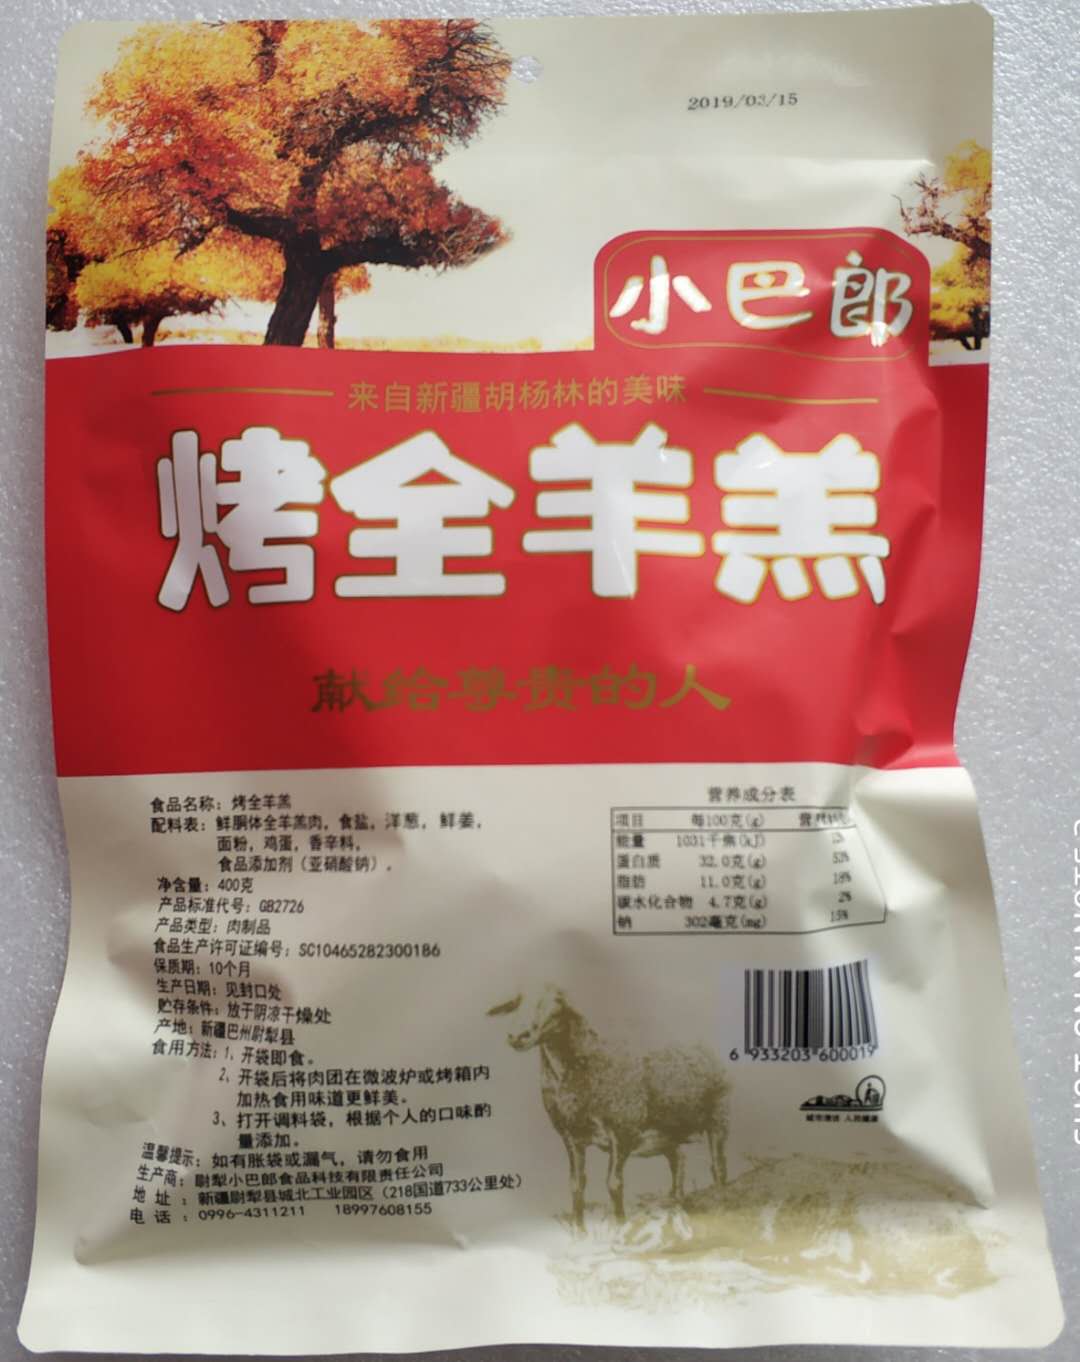 2019/03/15
小巴郎
来自新疆胡杨林的美味
烤全羊羔
献给尊贵的人
食品名称：烤全羊羔
配料表：鲜胴体全羊羔肉，食盐，洋葱，鲜姜，
面粉，鸡蛋，香辛料，
食品添加剂（亚硝酸钠）。
净含量：400克
产品标准代号：GB2726
产品类型：肉制品
食品生产许可证编号：SC10465282300186
保质期：10个月
生产日期：见封口处
贮存条件：放于阴凉干燥处
产地：新疆巴州尉犁县
食用方法：1、开袋即食。
2、开袋后将肉团在微波炉或烤箱内
加热食用味道更鲜美。
3、打开调料袋，根据个人的口味酌
量添加。
温馨提示：如有胀袋或漏气，请勿食用
生产商：尉犁小巴郎食品科技有限责任公司
地 址：新疆尉犁县城北工业园区（218国道733公里处）
电 话：0996-4311211 18997608155
营养成分表
项目 每100克(g)
能量 1031千焦(kJ)
蛋白质 32.0克(g) 53%
脂肪 11.0克(g) 18%
碳水化合物 4.7克(g) 2%
钠 302毫克(mg) 15%
6 933203 600019